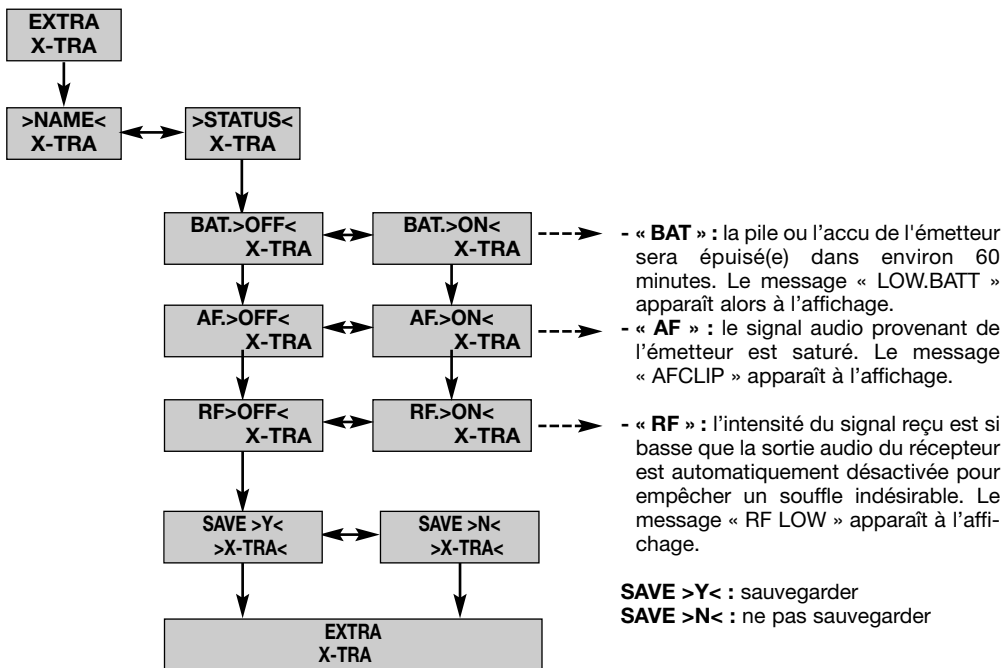 EXTRA
X-TRA
>NAME<
X-TRA
>STATUS<
X-TRA
BAT.>OFF<
X-TRA
BAT.>ON<
X-TRA
- « BAT » : la pile ou l’accu de l'émetteur
sera épuisé(e) dans environ 60
minutes. Le message « LOW.BATT »
apparaît alors à l’affichage.
AF.>OFF<
X-TRA
AF.>ON<
X-TRA
- « AF » : le signal audio provenant de
l’émetteur est saturé. Le message
« AFCLIP » apparaît à l’affichage.
RF>OFF<
X-TRA
RF.>ON<
X-TRA
- « RF » : l’intensité du signal reçu est si
basse que la sortie audio du récepteur
est automatiquement désactivée pour
empêcher un souffle indésirable. Le
message « RF LOW » apparaît à l’affi-
chage.
SAVE >Y<
>X-TRA<
SAVE >N<
>X-TRA<
SAVE >Y< : sauvegarder
SAVE >N< : ne pas sauvegarder
EXTRA
X-TRA